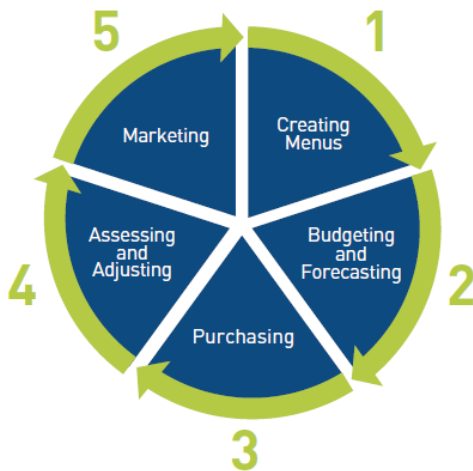 1
Creating
Menus
2
Budgeting
and
Forecasting
3
Purchasing
4
Assessing
and
Adjusting
5
Marketing